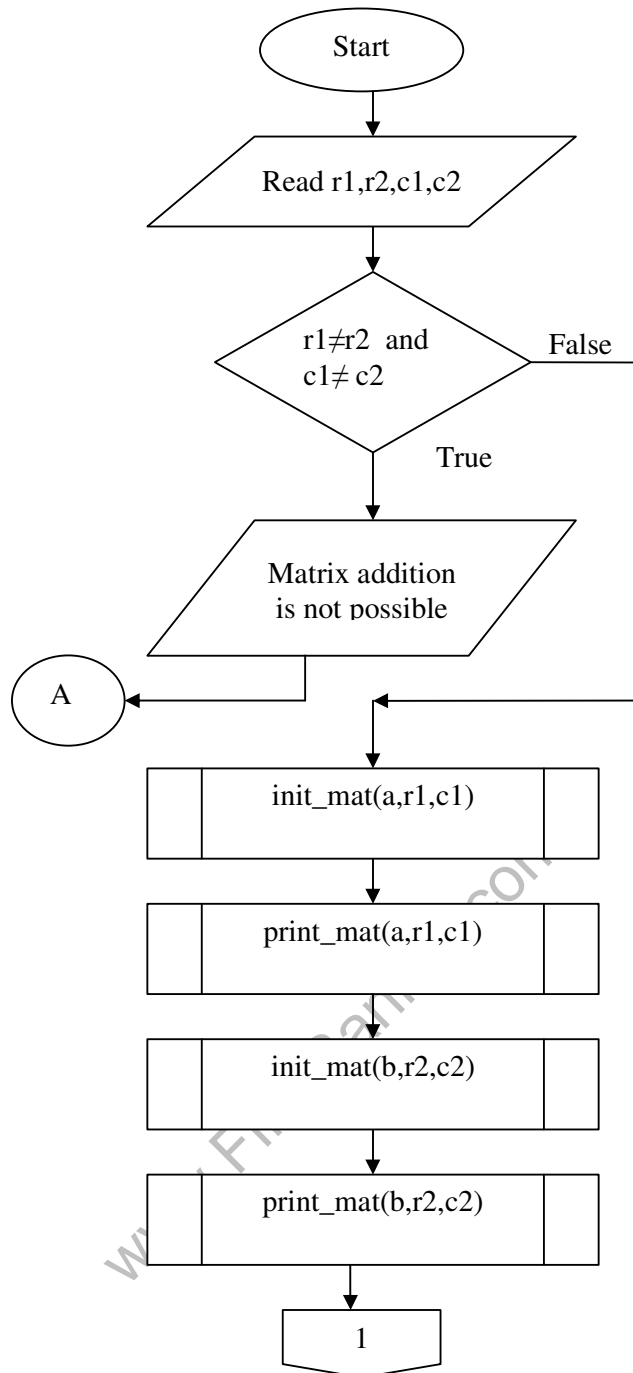 Start
Read r1,r2,c1,c2
r1≠r2 and
c1≠ c2
False
True
Matrix addition
is not possible
A
init_mat(a,r1,c1)
print_mat(a,r1,c1)
init_mat(b,r2,c2)
print_mat(b,r2,c2)
1